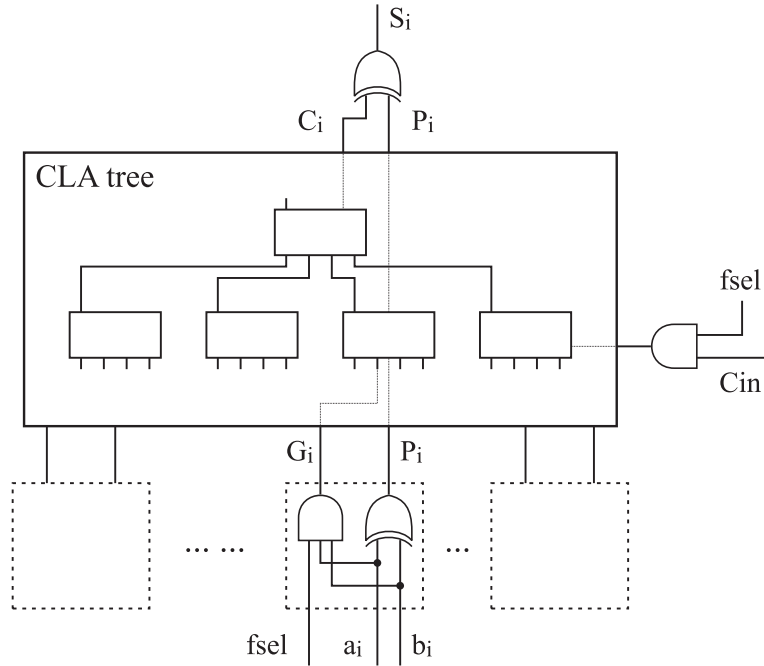 Si
Ci
Pi
CLA tree
fsel
Cin
Gi
Pi
... ...
...
fsel
ai
bi